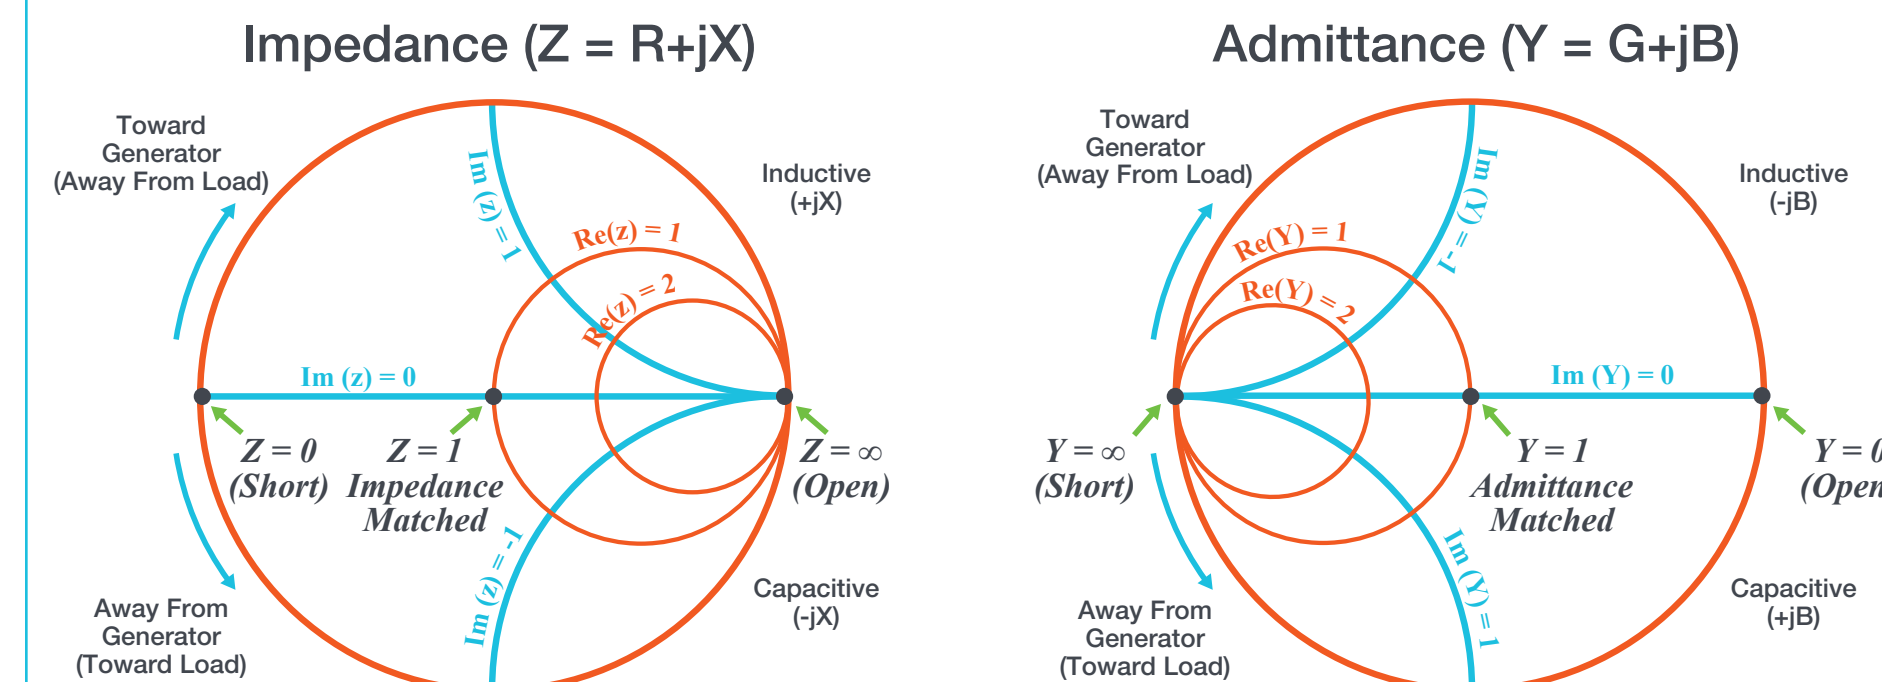 Impedance (Z = R+jX)
Toward
Generator
(Away From Load)
Inductive
(+jX)
Im (z) = 1
Re(z) = 1
Re(z) = 2
Im (z) = 0
Z = 0
(Short)
Z = 1
Impedance
Matched
Z = ∞
(Open)
Im (z) = -1
Away From
Generator
(Toward Load)
Capacitive
(-jX)
Admittance (Y = G+jB)
Toward
Generator
(Away From Load)
Inductive
(-jB)
Im (Y) = -1
Re(Y) = 1
Re(Y) = 2
Im (Y) = 0
Y = ∞
(Short)
Y = 1
Admittance
Matched
Y = 0
(Open
Im (Y) = 1
Away From
Generator
(Toward Load)
Capacitive
(+jB)